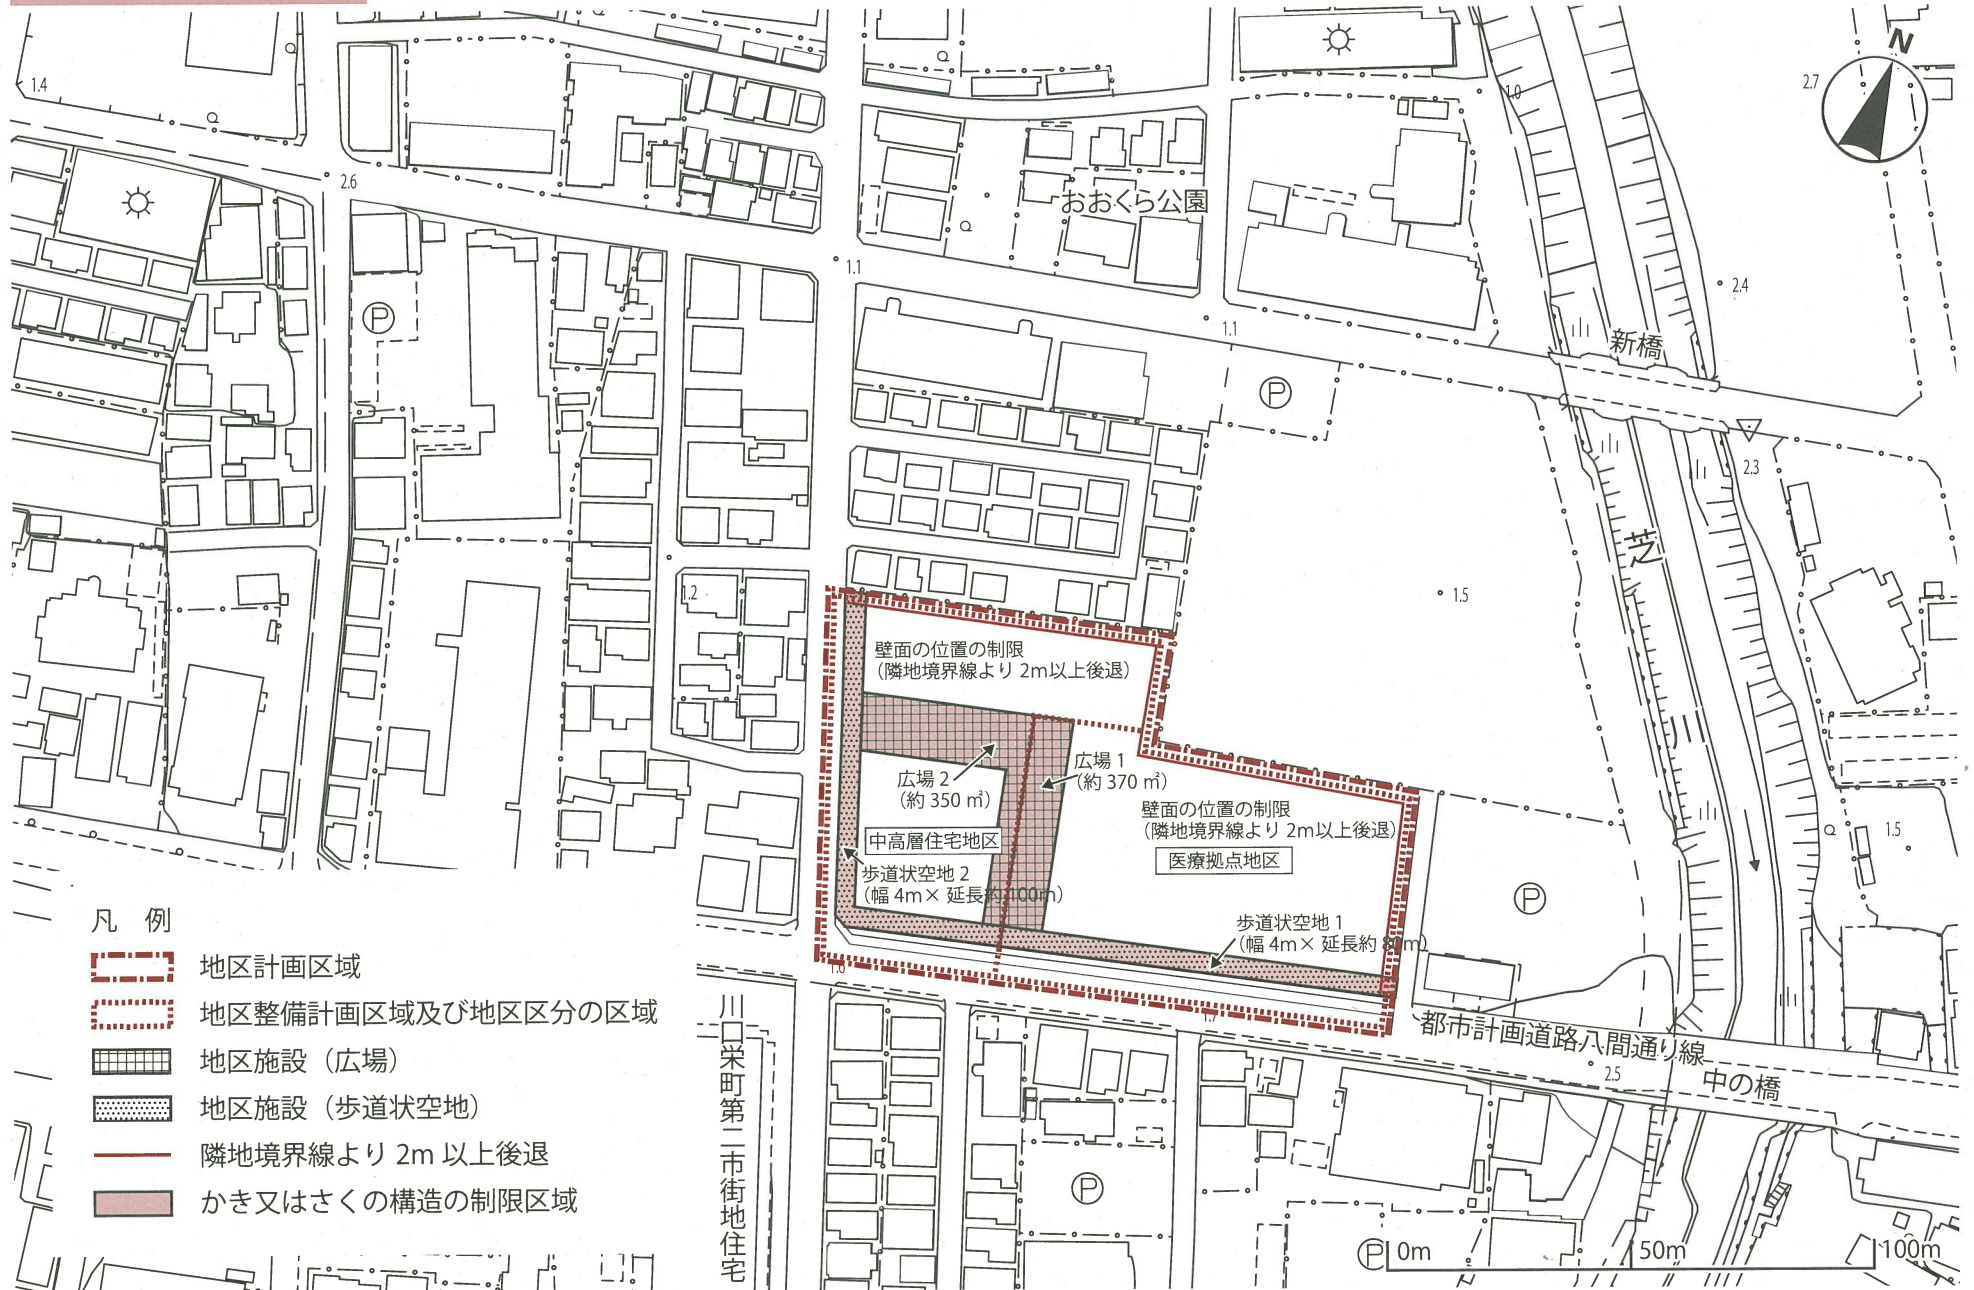 N
2.7
1.4
1.0
2.6
おおくら公園
1.1
2.4
P
1.1
新橋
P
2.3
芝
1.5
1.2
川
壁面の位置の制限
(隣地境界線より 2m以上後退)
広場 1
(約 370 ㎡)
広場 2
(約 350 ㎡)
壁面の位置の制限
(隣地境界線より 2m以上後退)
中高層住宅地区
医療拠点地区
1.5
歩道状空地 2
(幅 4m× 延長約 100m)
P
歩道状空地 1
(幅 4m× 延長約 80m)
1.0
1.7
都市計画道路八間通り線
2.5
中の橋
川口栄町第二市街地住宅
P
凡 例
地区計画区域
地区整備計画区域及び地区区分の区域
地区施設(広場)
地区施設(歩道状空地)
隣地境界線より 2m 以上後退
かき又はさくの構造の制限区域
P
0m 50m 100m